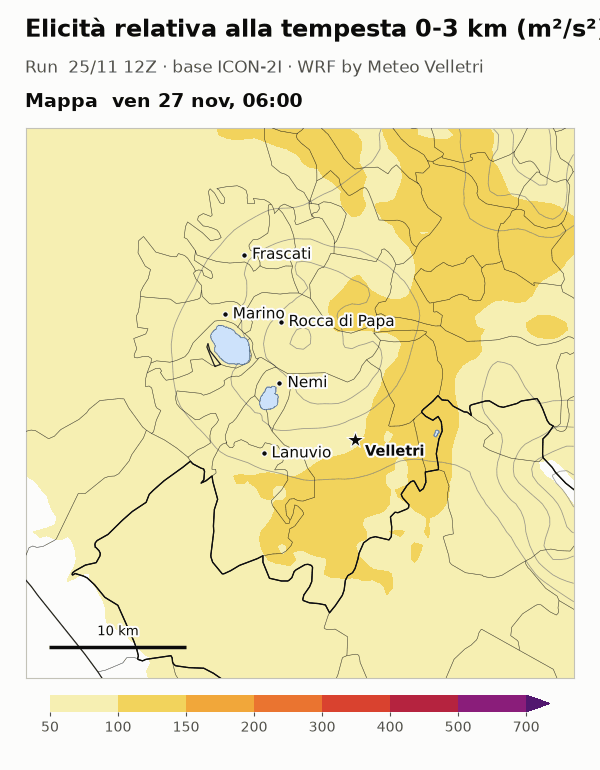 Elicità relativa alla tempesta 0-3 km (m²/s²)
Run 25/11 12Z · base ICON-2I · WRF by Meteo Velletri
Mappa ven 27 nov, 06:00
Frascati
Marino
Rocca di Papa
Nemi
Velletri
Lanuvio
10 km
50 100 150 200 300 400 500 700